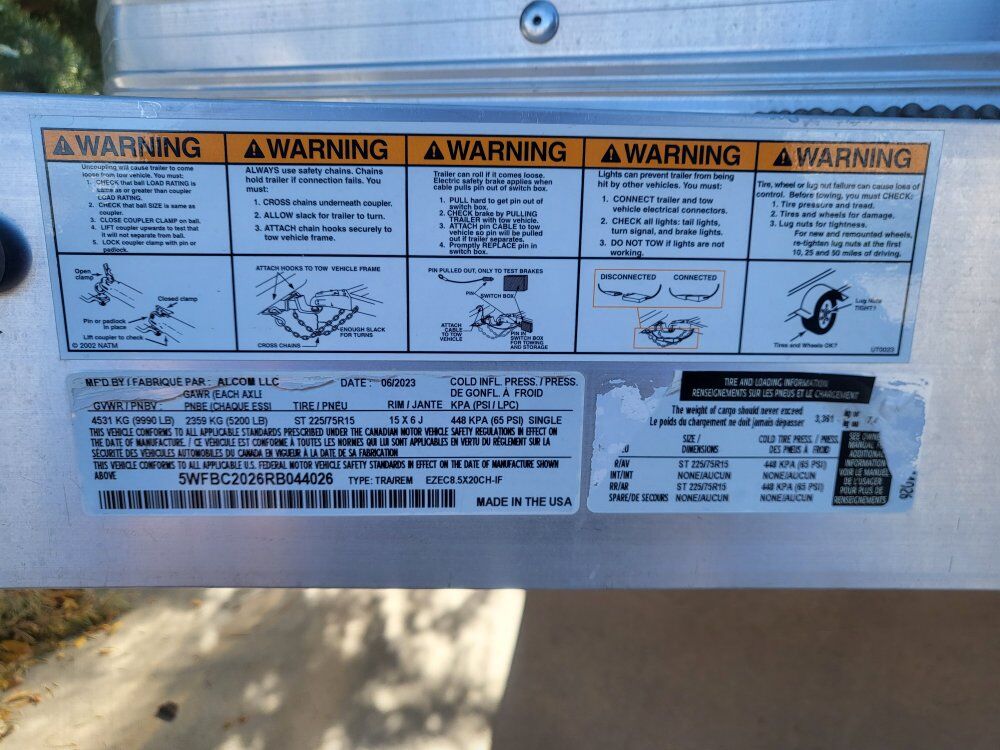 WARNING
Uncoupling will cause trailer to come
loose from tow vehicle. You must:
1. CHECK that ball LOAD RATING is
same as or greater than coupler
LOAD RATING.
2. CHECK that ball SIZE is same as
coupler.
3. CLOSE COUPLER CLAMP on ball.
4. LIFT coupler upwards to test that
it will not separate from ball.
5. LOCK coupler clamp with pin or
padlock.
Open
clamp
Closed clamp
Pin or padlock
in place
Lift coupler to check
© 2002 NATM
WARNING
ALWAYS use safety chains. Chains
hold trailer if connection fails. You
must:
1. CROSS chains underneath coupler.
2. ALLOW slack for trailer to turn.
3. ATTACH chain hooks securely to
tow vehicle frame.
ATTACH HOOKS TO TOW VEHICLE FRAME
ENOUGH SLACK
FOR TURNS
CROSS CHAINS
WARNING
Trailer can roll if it comes loose.
Electric safety brake applies when
cable pulls pin out of switch box.
1. PULL hard to get pin out of
switch box.
2. CHECK brake by PULLING
TRAILER with tow vehicle.
3. ATTACH pin CABLE to tow
vehicle so pin will be pulled
out if trailer separates.
4. Promptly REPLACE pin in
switch box.
PIN PULLED OUT, ONLY TO TEST BRAKES
PIN
SWITCH BOX
ATTACH
CABLE
TO TOW
VEHICLE
PIN IN
SWITCH BOX
FOR TOWING
AND STORAGE
WARNING
Lights can prevent trailer from being
hit by other vehicles. You must:
1. CONNECT trailer and tow
vehicle electrical connectors.
2. CHECK all lights: tail lights,
turn signal, and brake lights.
3. DO NOT TOW if lights are not
working.
DISCONNECTED CONNECTED
WARNING
Tire, wheel or lug nut failure can cause loss of
control. Before towing, you must CHECK:
1. Tire pressure and tread.
2. Tires and wheels for damage.
3. Lug nuts for tightness.
For new and remounted wheels,
re-tighten lug nuts at the first
10, 25 and 50 miles of driving.
Lug Nuts
TIGHT?
Tires and Wheels OK?
UT0023
MFD BY / FABRIQUÉ PAR : ALCOM LLC DATE: 06/2023 COLD INFL. PRESS. / PRESS.
GAWR (EACH AXLE DE GONFL. À FROID
GVWR / PNBV : PNBE (CHAQUE ESSI TIRE / PNEU RIM / JANTE KPA (PSI / LPC)
4531 KG (9990 LB) 2359 KG (5200 LB) ST 225/75R15 15 X 6 J 448 KPA (65 PSI) SINGLE
THIS VEHICLE CONFORMS TO ALL APPLICABLE STANDARDS PRESCRIBED UNDER THE CANADIAN MOTOR VEHICLE SAFETY REGULATIONS IN EFFECT ON
THE DATE OF MANUFACTURE. / CE VÉHICULE EST CONFORME À TOUTES LES NORMES QUI LUI SONT APPLICABLES EN VERTU DU RÈGLEMENT SUR LA
SÉCURITÉ DES VÉHICULES AUTOMOBILES DU CANADA EN VIGUEUR À LA DATE DE SA FABRICATION
THIS VEHICLE CONFORMS TO ALL APPLICABLE U.S. FEDERAL MOTOR VEHICLE SAFETY STANDARDS IN EFFECT ON THE DATE OF MANUFACTURE SHOWN
ABOVE 5WFBC2026RB044026 TYPE: TRA/REM EZEC8.5X20CH-IF
MADE IN THE USA
TIRE AND LOADING INFORMATION
RENSEIGNEMENTS SUR LES PNEUS ET LE CHARGEMENT
The weight of cargo should never exceed
Le poids du chargement ne doit jamais dépasser 3,361 kg or
SIZE / COLD TIRE PRESS. / PRESS.
DIMENSIONS DES PNEUS À FROID
R/AV ST 225/75R15 448 KPA (65 PSI)
INT/INT NONE/AUCUN NONE/AUCUN
RR/AR ST 225/75R15 448 KPA (65 PSI)
SPARE/DE SECOURS NONE/AUCUN NONE/AUCUN
SEE OWNE
MANUAL F
ADDITIONAL
INFORMATION
VOIR LE MANUEL
DE L'USAGER
POUR PLUS DE
RENSEIGNEMENTS